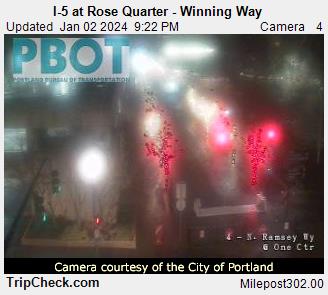 I-5 at Rose Quarter - Winning Way
Updated Jan 02 2024 9:22 PM Camera 4
PBOT
PORTLAND BUREAU OF TRANSPORTATION
4 - N. Ramsey Wy
@ One Ctr
Camera courtesy of the City of Portland
TripCheck.com Milepost302.00